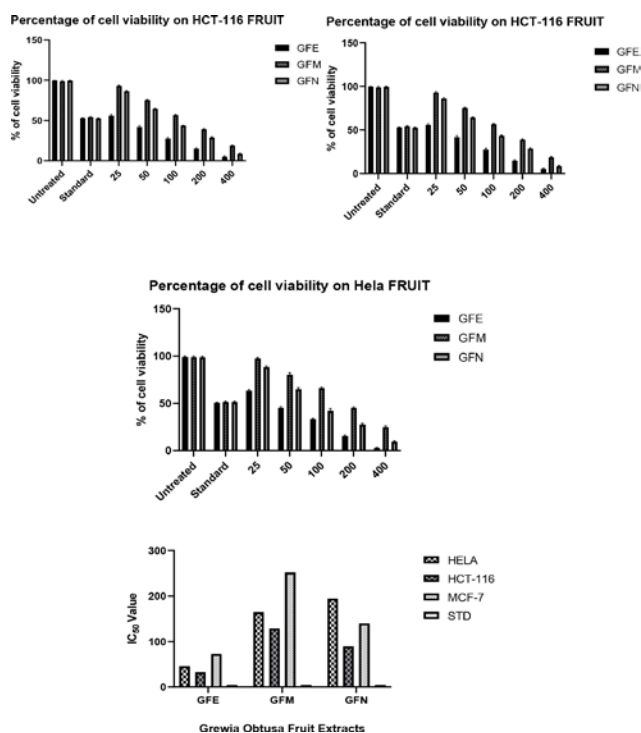 Percentage of cell viability on HCT-116 FRUIT
% of cell viability
150
100
50
0
Untreated
Standard
25
50
100
200
400
GFE
GFM
GFN
Percentage of cell viability on HCT-116 FRUIT
% of cell viability
150
100
50
0
Untreated
Standard
25
50
100
200
400
GFE
GFM
GFN
Percentage of cell viability on Hela FRUIT
% of cell viability
150
100
50
0
Untreated
Standard
25
50
100
200
400
GFE
GFM
GFN
IC50 Value
300
200
100
0
GFE
GFM
GFN
HELA
HCT-116
MCF-7
STD
Grewia Obtusa Fruit Extracts